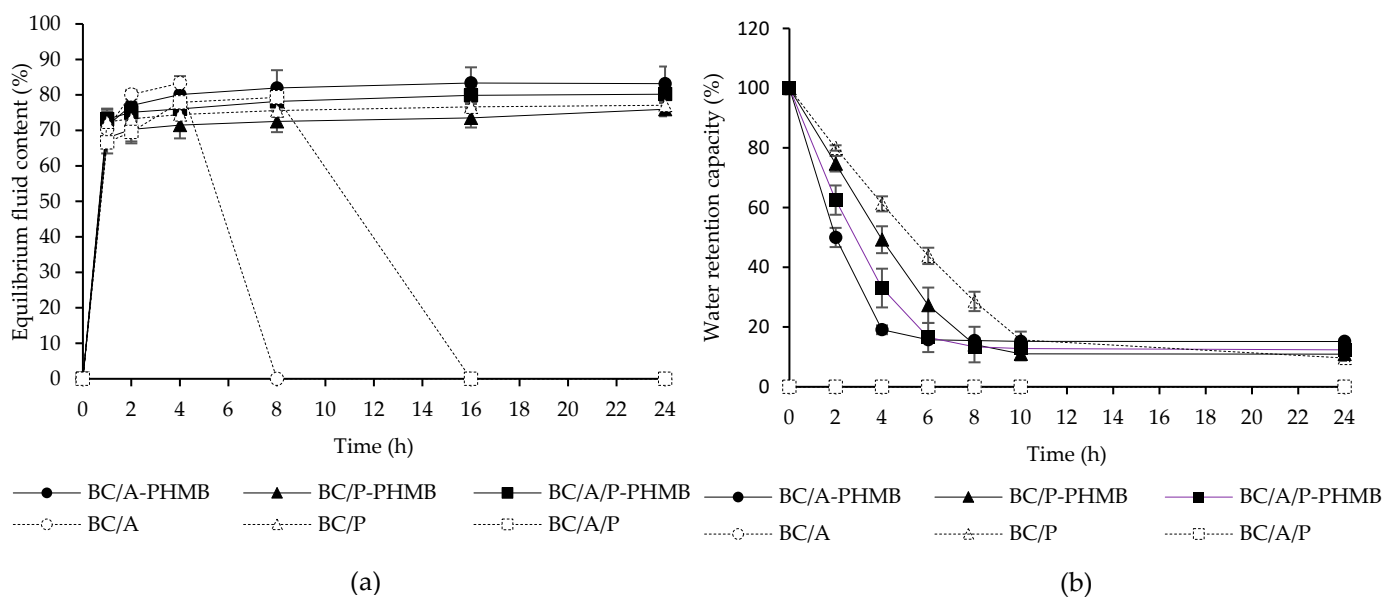 Equilibrium fluid content (%)
100
90
80
70
60
50
40
30
20
10
0
0 2 4 6 8 10 12 14 16 18 20 22 24
Time (h)
BC/A-PHMB BC/P-PHMB BC/A/P-PHMB
BC/A BC/P BC/A/P
(a)
Water retention capacity (%)
120
100
80
60
40
20
0
0 2 4 6 8 10 12 14 16 18 20 22 24
Time (h)
BC/A-PHMB BC/P-PHMB BC/A/P-PHMB
BC/A BC/P BC/A/P
(b)